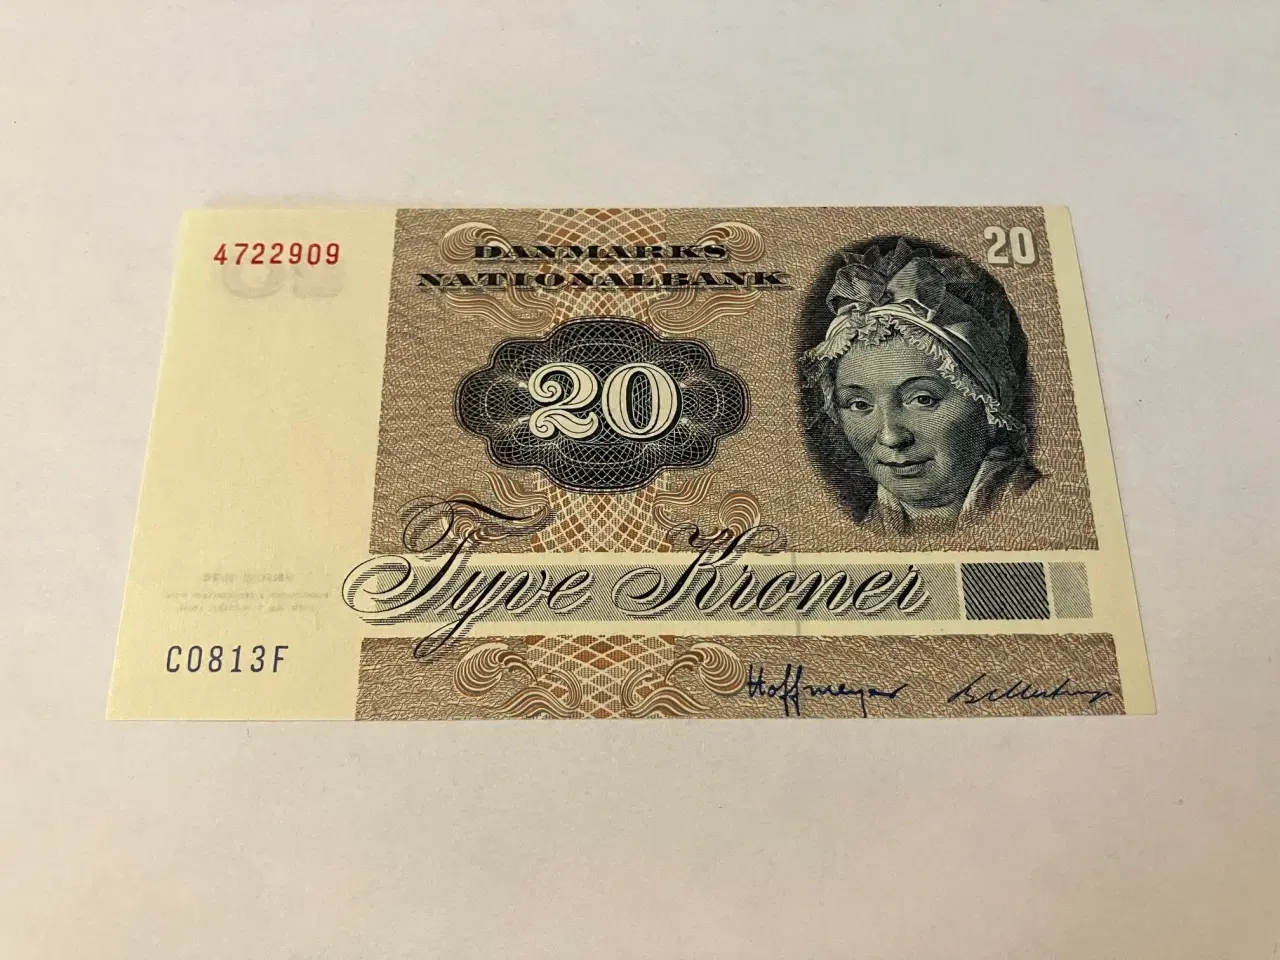 4722909
DANMARKS
NATIONALBANK
20
20
Tyve Kroner
C0813F
Hoffmeyer